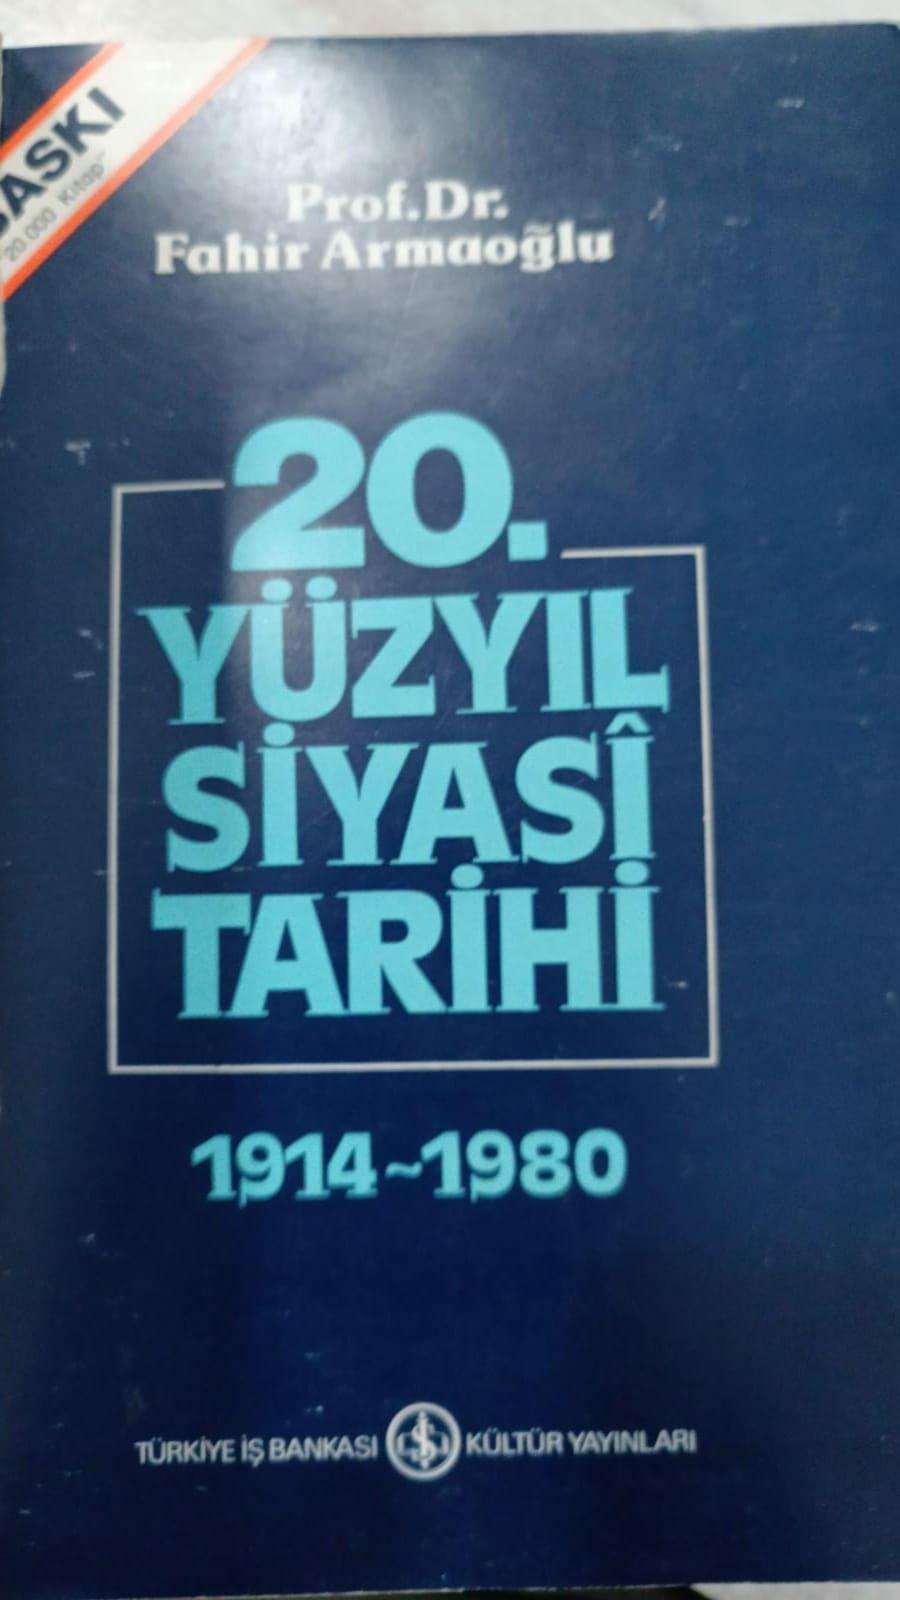 BASKI
20.000 Kitap
Prof.Dr.
Fahir Armaoğlu
20.
YÜZYIL
SİYASÎ
TARİHİ
1914~1980
TÜRKİYE İŞ BANKASI KÜLTÜR YAYINLARI